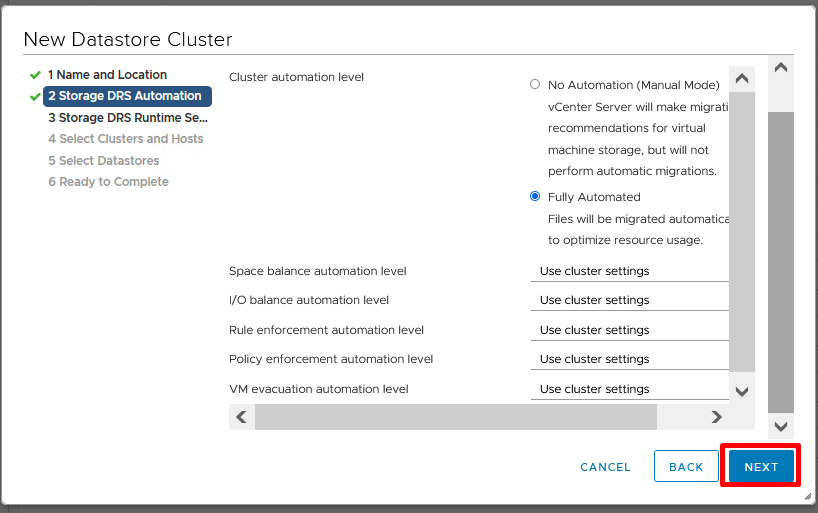 New Datastore Cluster
1 Name and Location
2 Storage DRS Automation
3 Storage DRS Runtime Se...
4 Select Clusters and Hosts
5 Select Datastores
6 Ready to Complete
Cluster automation level
No Automation (Manual Mode)
vCenter Server will make migrati
recommendations for virtual
machine storage, but will not
perform automatic migrations.
Fully Automated
Files will be migrated automatica
to optimize resource usage.
Space balance automation level
Use cluster settings
I/O balance automation level
Use cluster settings
Rule enforcement automation level
Use cluster settings
Policy enforcement automation level
Use cluster settings
VM evacuation automation level
Use cluster settings
CANCEL
BACK
NEXT